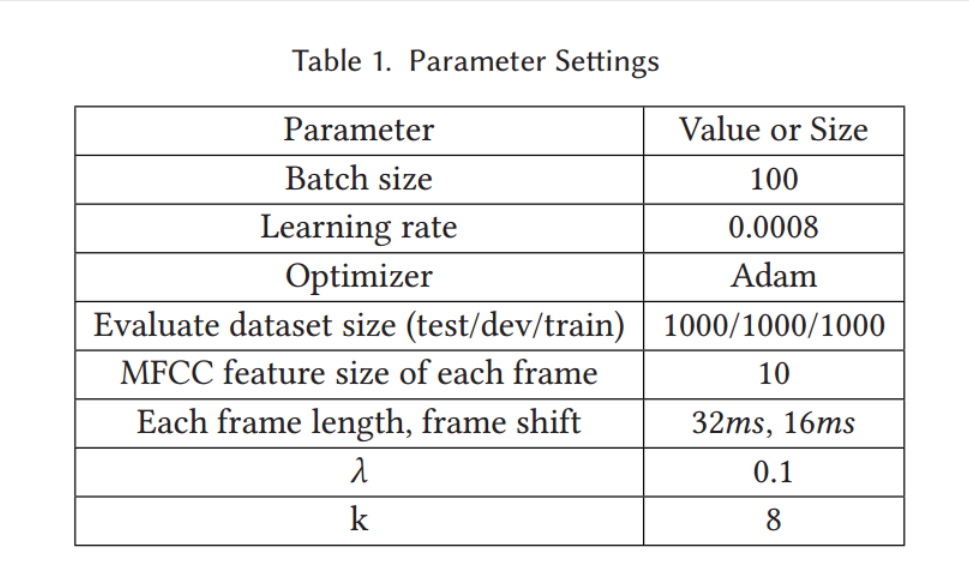 Table 1. Parameter Settings
Parameter Value or Size
Batch size 100
Learning rate 0.0008
Optimizer Adam
Evaluate dataset size (test/dev/train) 1000/1000/1000
MFCC feature size of each frame 10
Each frame length, frame shift 32ms, 16ms
λ 0.1
k 8